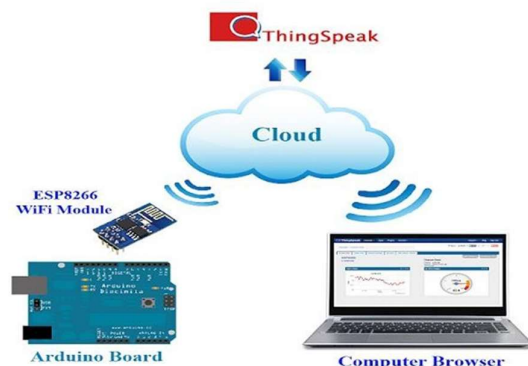 ThingSpeak
Cloud
ESP8266
WiFi Module
Arduino Board
Computer Browser